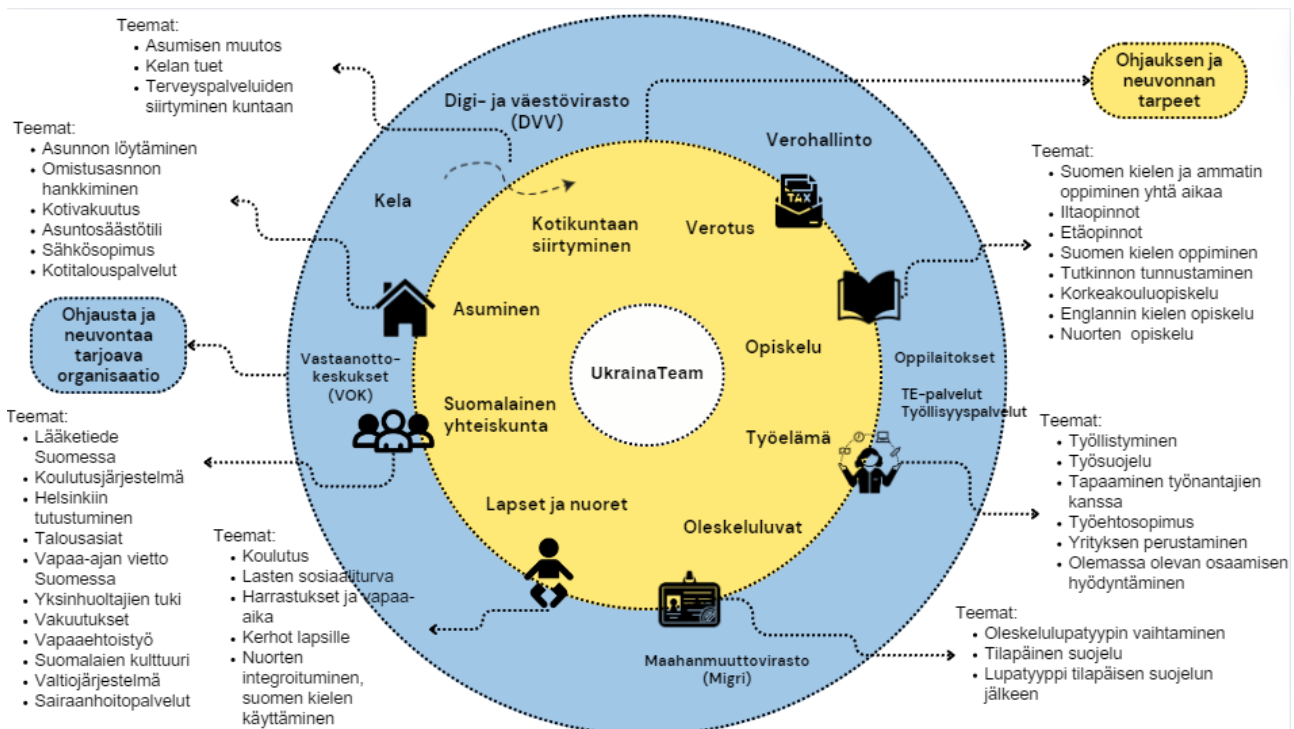 Teemat:
• Asumisen muutos
• Kelan tuet
• Terveyspalveluiden
siirtyminen kuntaan
Digi- ja väestövirasto
(DVV)
Ohjauksen ja
neuvonnan
tarpeet
Teemat:
• Asunnon löytäminen
• Omistusasnnon
hankkiminen
• Kotivakuutus
• Asuntosäästötili
• Sähkösopimus
• Kotitalouspalvelut
Verohallinto
TAX
Kela
Kotikuntaan
siirtyminen
Verotus
Teemat:
• Suomen kielen ja ammatin
oppiminen yhtä aikaa
• Iltaopinnot
• Etäopinnot
• Suomen kielen oppiminen
• Tutkinnon tunnustaminen
• Korkeakouluopiskelu
• Englannin kielen opiskelu
• Nuorten opiskelu
Asuminen
Ohjausta ja
neuvontaa
tarjoava
organisaatio
Vastaanotto-
keskukset
(VOK)
UkrainaTeam
Opiskelu
Oppilaitokset
TE-palvelut
Työllisyyspalvelut
Suomalainen
yhteiskunta
Työelämä
Teemat:
• Lääketiede
Suomessa
• Koulutusjärjestelmä
• Helsinkiin
tutustuminen
• Talousasiat
• Vapaa-ajan vietto
Suomessa
• Yksinhuoltajien tuki
• Vakuutukset
• Vapaaehtoistyö
• Suomalaien kulttuuri
• Valtiojärjestelmä
• Sairaanhoitopalvelut
Lapset ja nuoret
Oleskeluluvat
Teemat:
• Työllistyminen
• Työsuojelu
• Tapaaminen työnantajien
kanssa
• Työehtosopimus
• Yrityksen perustaminen
• Olemassa olevan osaamisen
hyödyntäminen
Teemat:
• Koulutus
• Lasten sosiaaliturva
• Harrastukset ja vapaa-
aika
• Kerhot lapsille
• Nuorten
integroituminen,
suomen kielen
käyttäminen
Maahanmuuttovirasto
(Migri)
Teemat:
• Oleskelulupatyypin vaihtaminen
• Tilapäinen suojelu
• Lupatyyppi tilapäisen suojelun
jälkeen